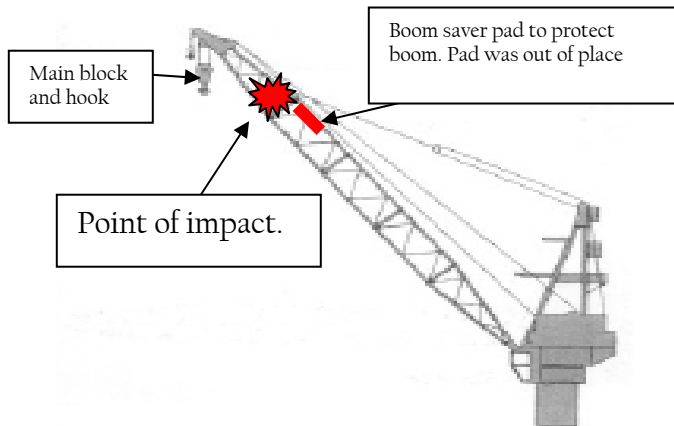 Boom saver pad to protect
boom. Pad was out of place
Main block
and hook
Point of impact.